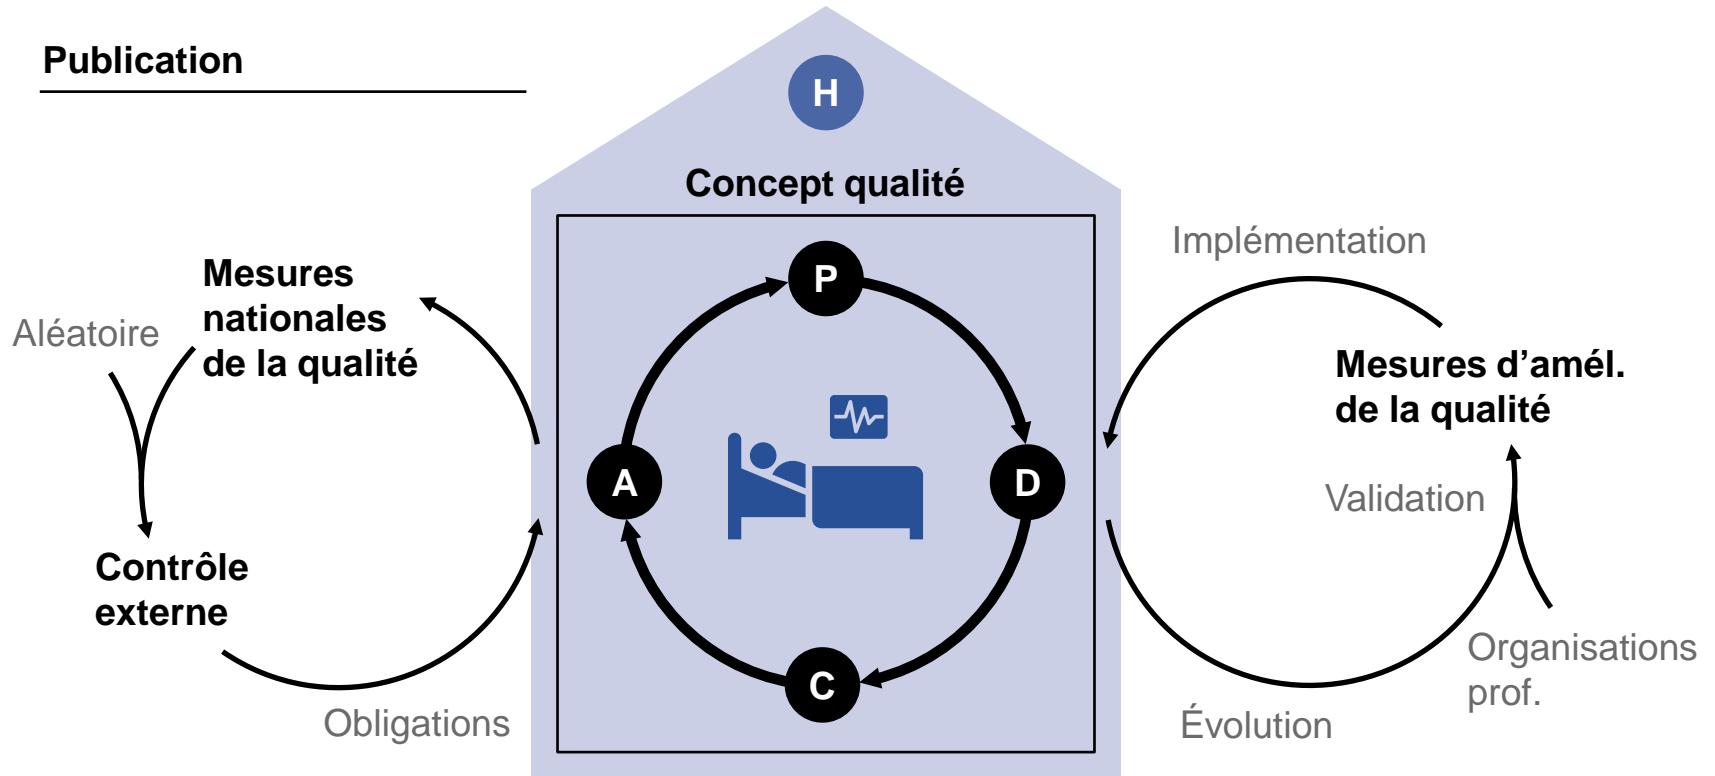 Publication
H
Concept qualité
Mesures
nationales
de la qualité
Aléatoire
Contrôle
externe
Obligations
P
A
D
C
Implémentation
Mesures d’amél.
de la qualité
Validation
Organisations
prof.
Évolution